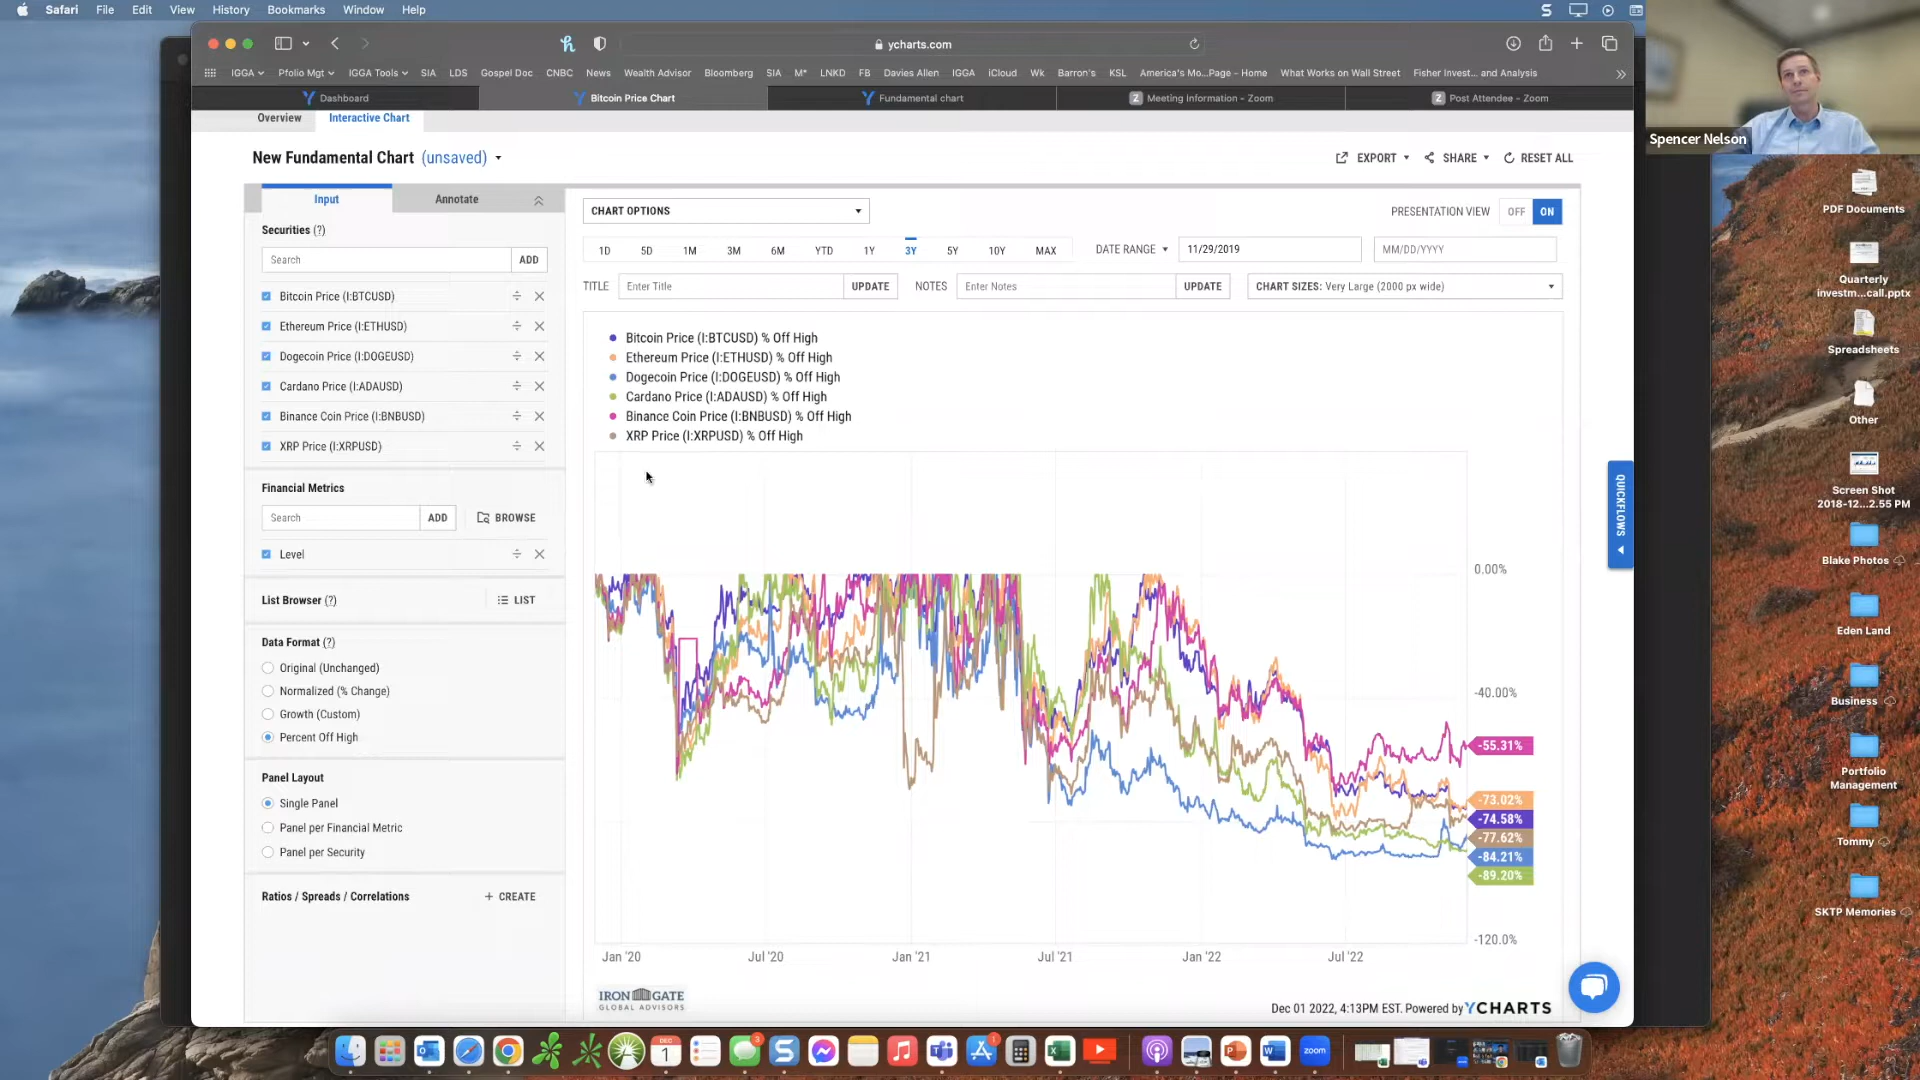 Safari File Edit View History Bookmarks Window Help
ycharts.com
IGGA Pfolio Mgt IGGA Tools SIA LDS Gospel Doc CNBC News Wealth Advisor Bloomberg SIA M* LNKD FB Davies Allen IGGA iCloud Wk Barron's KSL America's Mo...Page - Home What Works on Wall Street Fisher Invest... and Analysis
Dashboard Bitcoin Price Chart Fundamental chart Meeting Information - Zoom Post Attendee - Zoom
Spencer Nelson
Overview Interactive Chart
New Fundamental Chart (unsaved)
EXPORT SHARE RESET ALL
Input Annotate
CHART OPTIONS
PRESENTATION VIEW OFF ON
Securities (?)
Search ADD
1D 5D 1M 3M 6M YTD 1Y 3Y 5Y 10Y MAX DATE RANGE 11/29/2019 MM/DD/YYYY
TITLE Enter Title UPDATE NOTES Enter Notes UPDATE CHART SIZES: Very Large (2000 px wide)
Bitcoin Price (I:BTCUSD)
Ethereum Price (I:ETHUSD)
Dogecoin Price (I:DOGEUSD)
Cardano Price (I:ADAUSD)
Binance Coin Price (I:BNBUSD)
XRP Price (I:XRPUSD)
Financial Metrics
Search ADD BROWSE
Level
List Browser (?) LIST
Data Format (?)
Original (Unchanged)
Normalized (% Change)
Growth (Custom)
Percent Off High
Panel Layout
Single Panel
Panel per Financial Metric
Panel per Security
Ratios / Spreads / Correlations + CREATE
Bitcoin Price (I:BTCUSD) % Off High
Ethereum Price (I:ETHUSD) % Off High
Dogecoin Price (I:DOGEUSD) % Off High
Cardano Price (I:ADAUSD) % Off High
Binance Coin Price (I:BNBUSD) % Off High
XRP Price (I:XRPUSD) % Off High
0.00%
-40.00%
-55.31%
-73.02%
-74.58%
-77.62%
-84.21%
-89.20%
-120.0%
Jan '20 Jul '20 Jan '21 Jul '21 Jan '22 Jul '22
IRON GATE
GLOBAL ADVISORS
Dec 01 2022, 4:13PM EST. Powered by YCHARTS
QUICKFLOWS
PDF Documents
Quarterly
investm...call.pptx
Spreadsheets
Other
Screen Shot
2018-12...2.55 PM
Blake Photos
Eden Land
Business
Portfolio
Management
Tommy
SKTP Memories
DEC
1
3
1
zoom